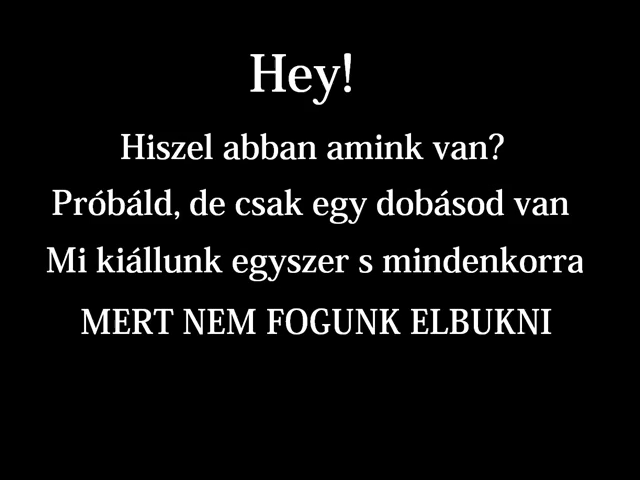 Hey!
Hiszel abban amink van?
Próbáld, de csak egy dobásod van
Mi kiállunk egyszer s mindenkorra
MERT NEM FOGUNK ELBUKNI